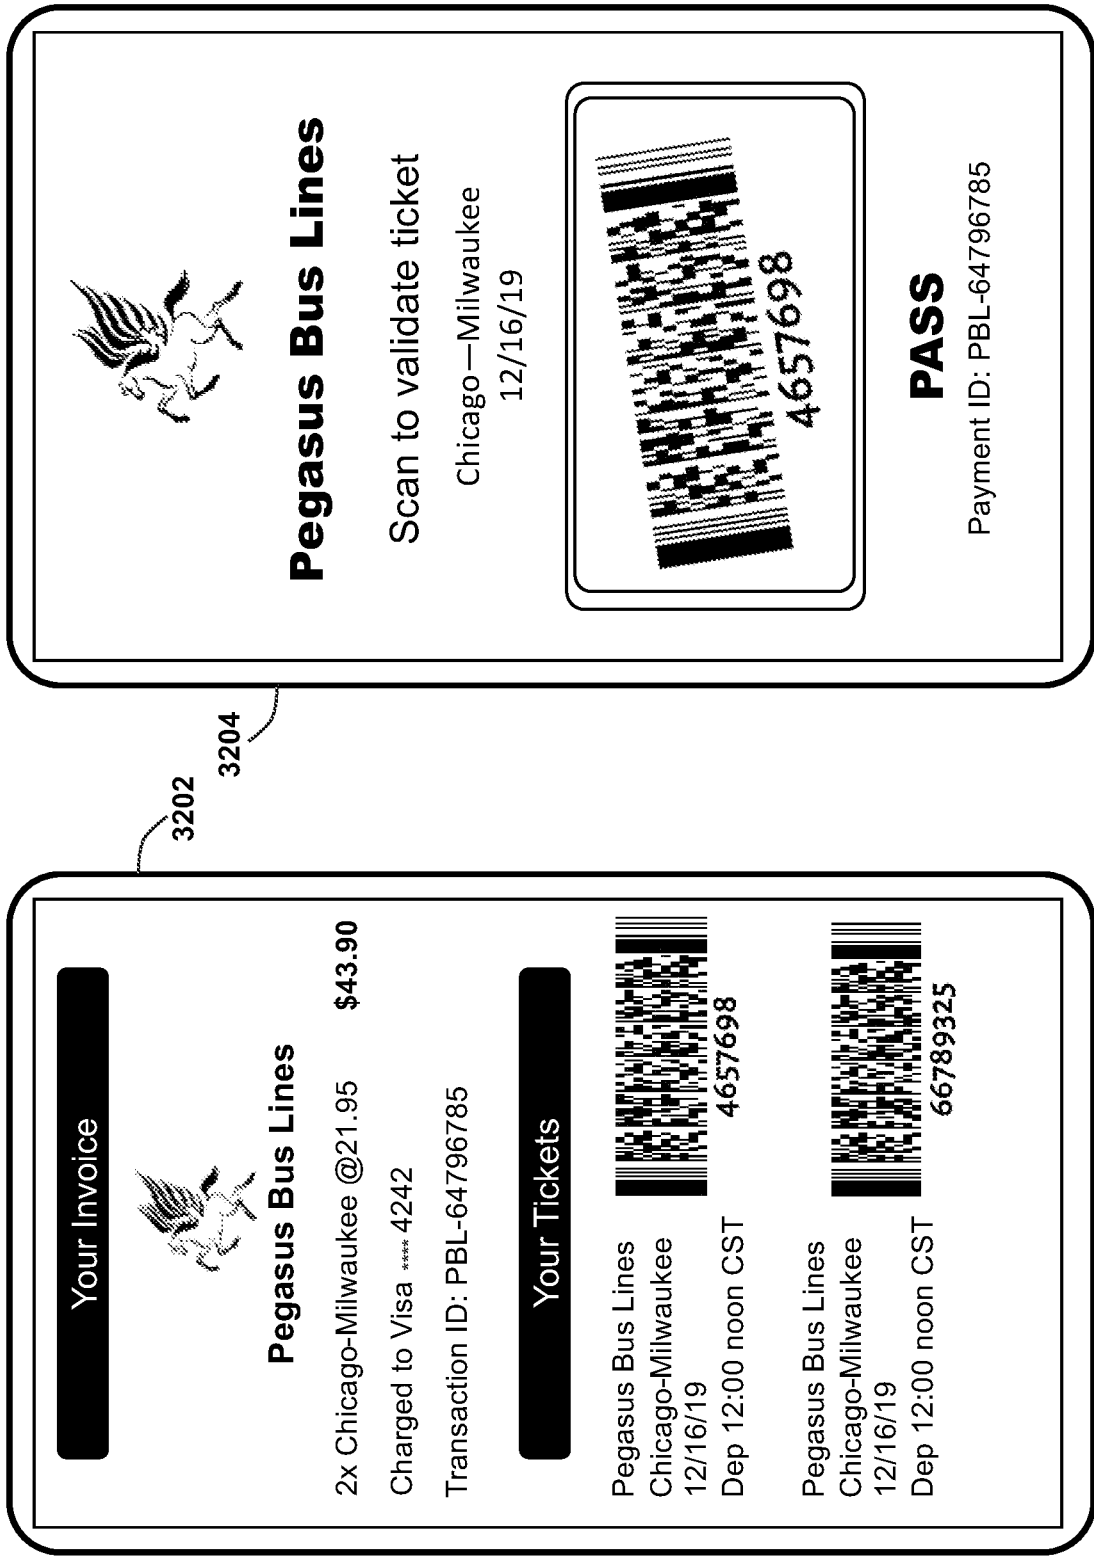 Your Invoice
Pegasus Bus Lines
2x Chicago-Milwaukee @21.95 $43.90
Charged to Visa **** 4242
Transaction ID: PBL-64796785
Your Tickets
Pegasus Bus Lines
Chicago-Milwaukee
12/16/19
Dep 12:00 noon CST
4657698
Pegasus Bus Lines
Chicago-Milwaukee
12/16/19
Dep 12:00 noon CST
66789325
3202
3204
Pegasus Bus Lines
Scan to validate ticket
Chicago—Milwaukee
12/16/19
4657698
PASS
Payment ID: PBL-64796785